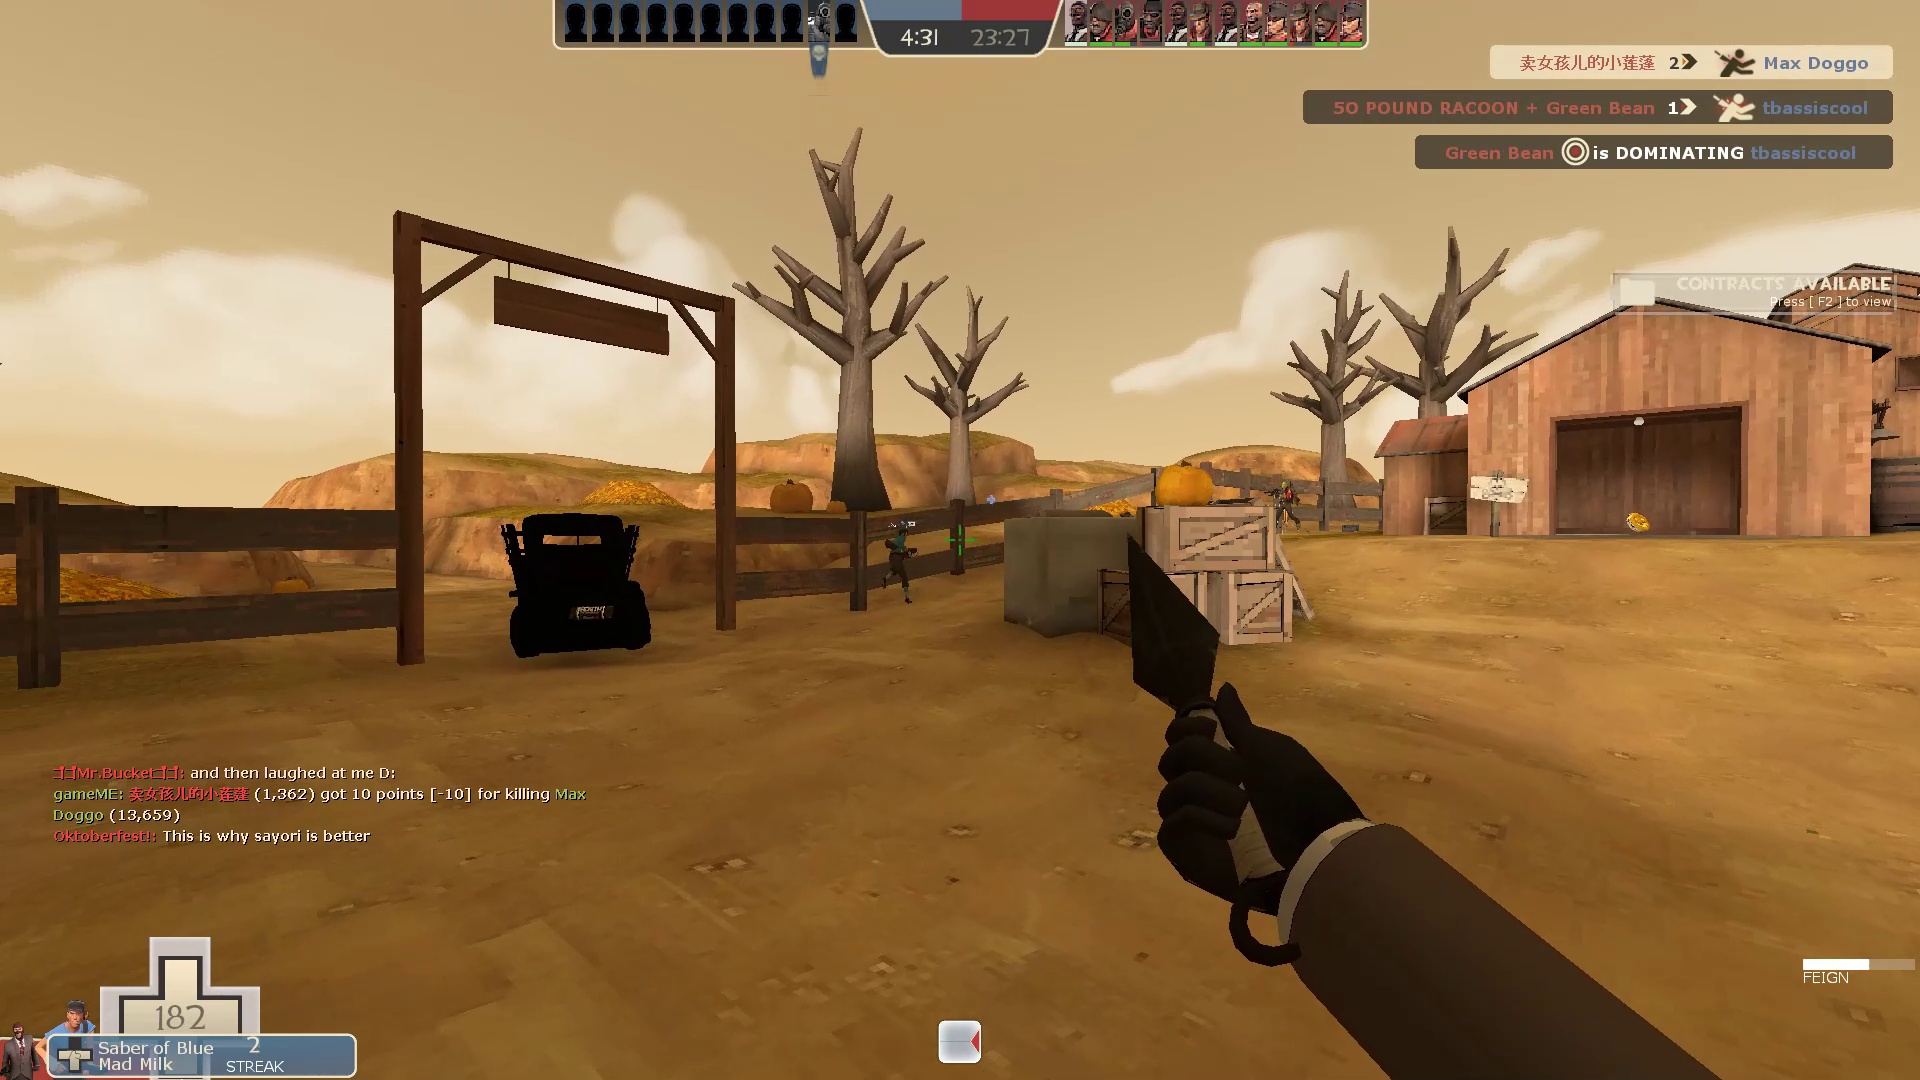 4:31 23:27
卖女孩儿的小莲蓬 2 Max Doggo
50 POUND RACOON + Green Bean 1 tbassiscool
Green Bean is DOMINATING tbassiscool
CONTRACTS AVAILABLE
Press [ F2 ] to view
Mr.Bucket: and then laughed at me D:
gameME: 卖女孩儿的小莲蓬 (1,362) got 10 points [-10] for killing Max
Doggo (13,659)
Oktoberfest!: This is why sayori is better
FEIGN
182
Saber of Blue 2
Mad Milk STREAK